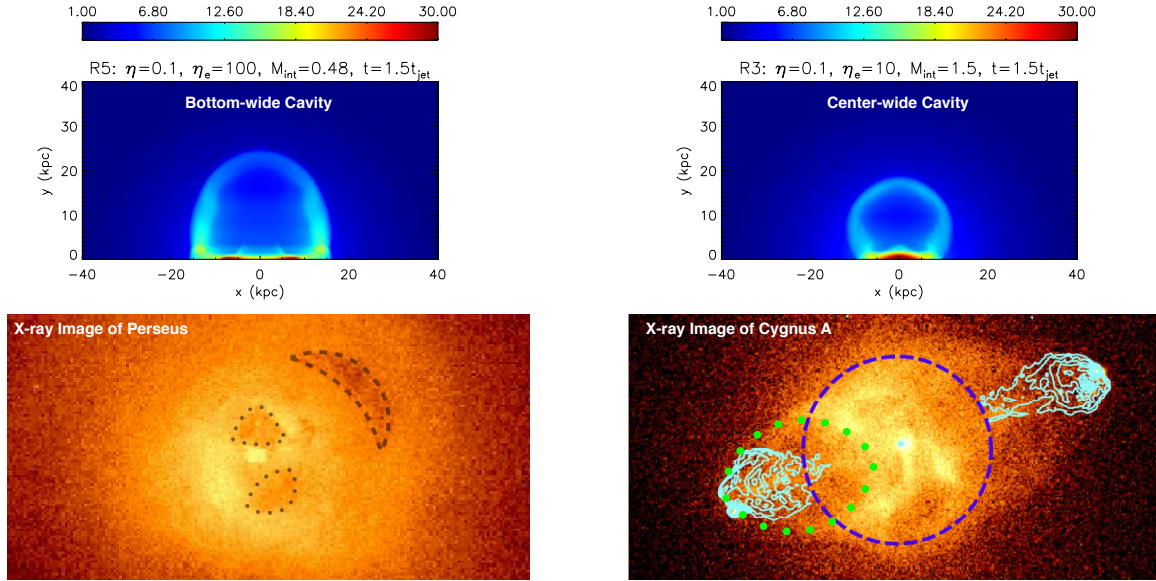 1.00 6.80 12.60 18.40 24.20 30.00
R5: η=0.1, ηe=100, Mint=0.48, t=1.5tjet
Bottom-wide Cavity
40
30
20
10
0
y (kpc)
−40 −20 0 20 40
x (kpc)
1.00 6.80 12.60 18.40 24.20 30.00
R3: η=0.1, ηe=10, Mint=1.5, t=1.5tjet
Center-wide Cavity
40
30
20
10
0
y (kpc)
−40 −20 0 20 40
x (kpc)
X-ray Image of Perseus
X-ray Image of Cygnus A